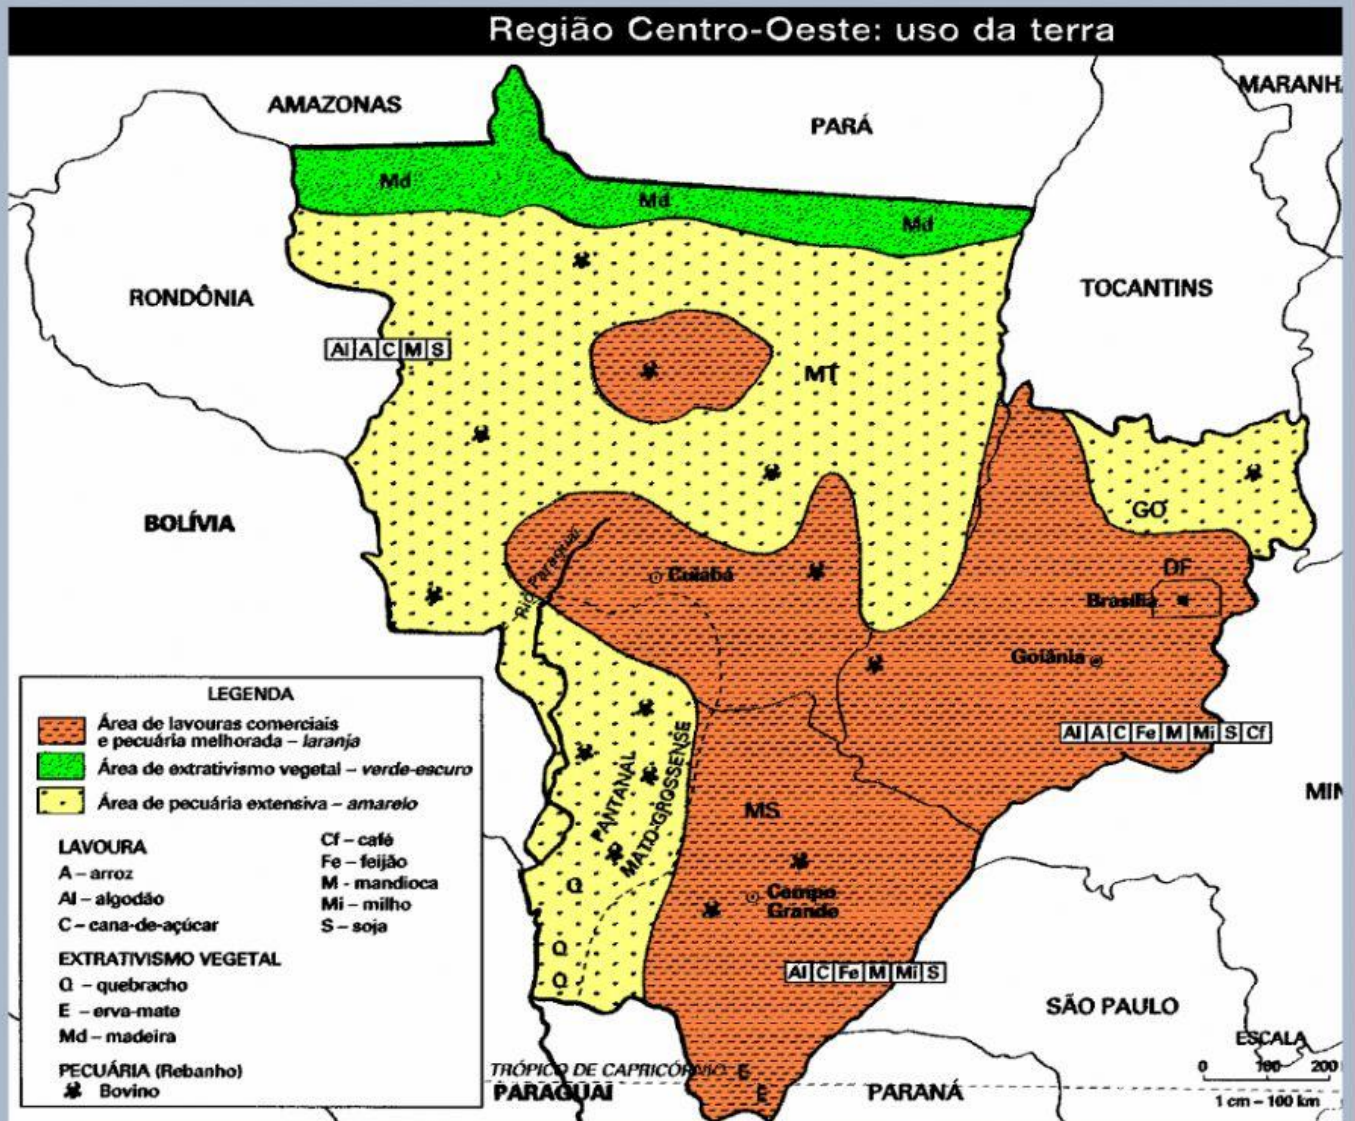 Região Centro-Oeste: uso da terra
AMAZONAS
PARÁ
Md
Md
Md
RONDÔNIA
TOCANTINS
Al A C M S
MT
BOLÍVIA
GO
Rio Paraguai
Cuiabá
DF
Brasília
Goiânia
Al A C Fe M Mi S Cf
PANTANAL
MATO-GROSSENSE
MS
Q
Campo
Grande
Q
Q
Al C Fe M Mi S
SÃO PAULO
ESCALA
0 100 200
1 cm – 100 km
TRÓPICO DE CAPRICÓRNIO
E
E
PARAGUAI
PARANÁ
LEGENDA
Área de lavouras comerciais
e pecuária melhorada – laranja
Área de extrativismo vegetal – verde-escuro
Área de pecuária extensiva – amarelo
LAVOURA
A – arroz
Al – algodão
C – cana-de-açúcar
Cf – café
Fe – feijão
M - mandioca
Mi – milho
S – soja
EXTRATIVISMO VEGETAL
Q – quebracho
E – erva-mate
Md – madeira
PECUÁRIA (Rebanho)
Bovino